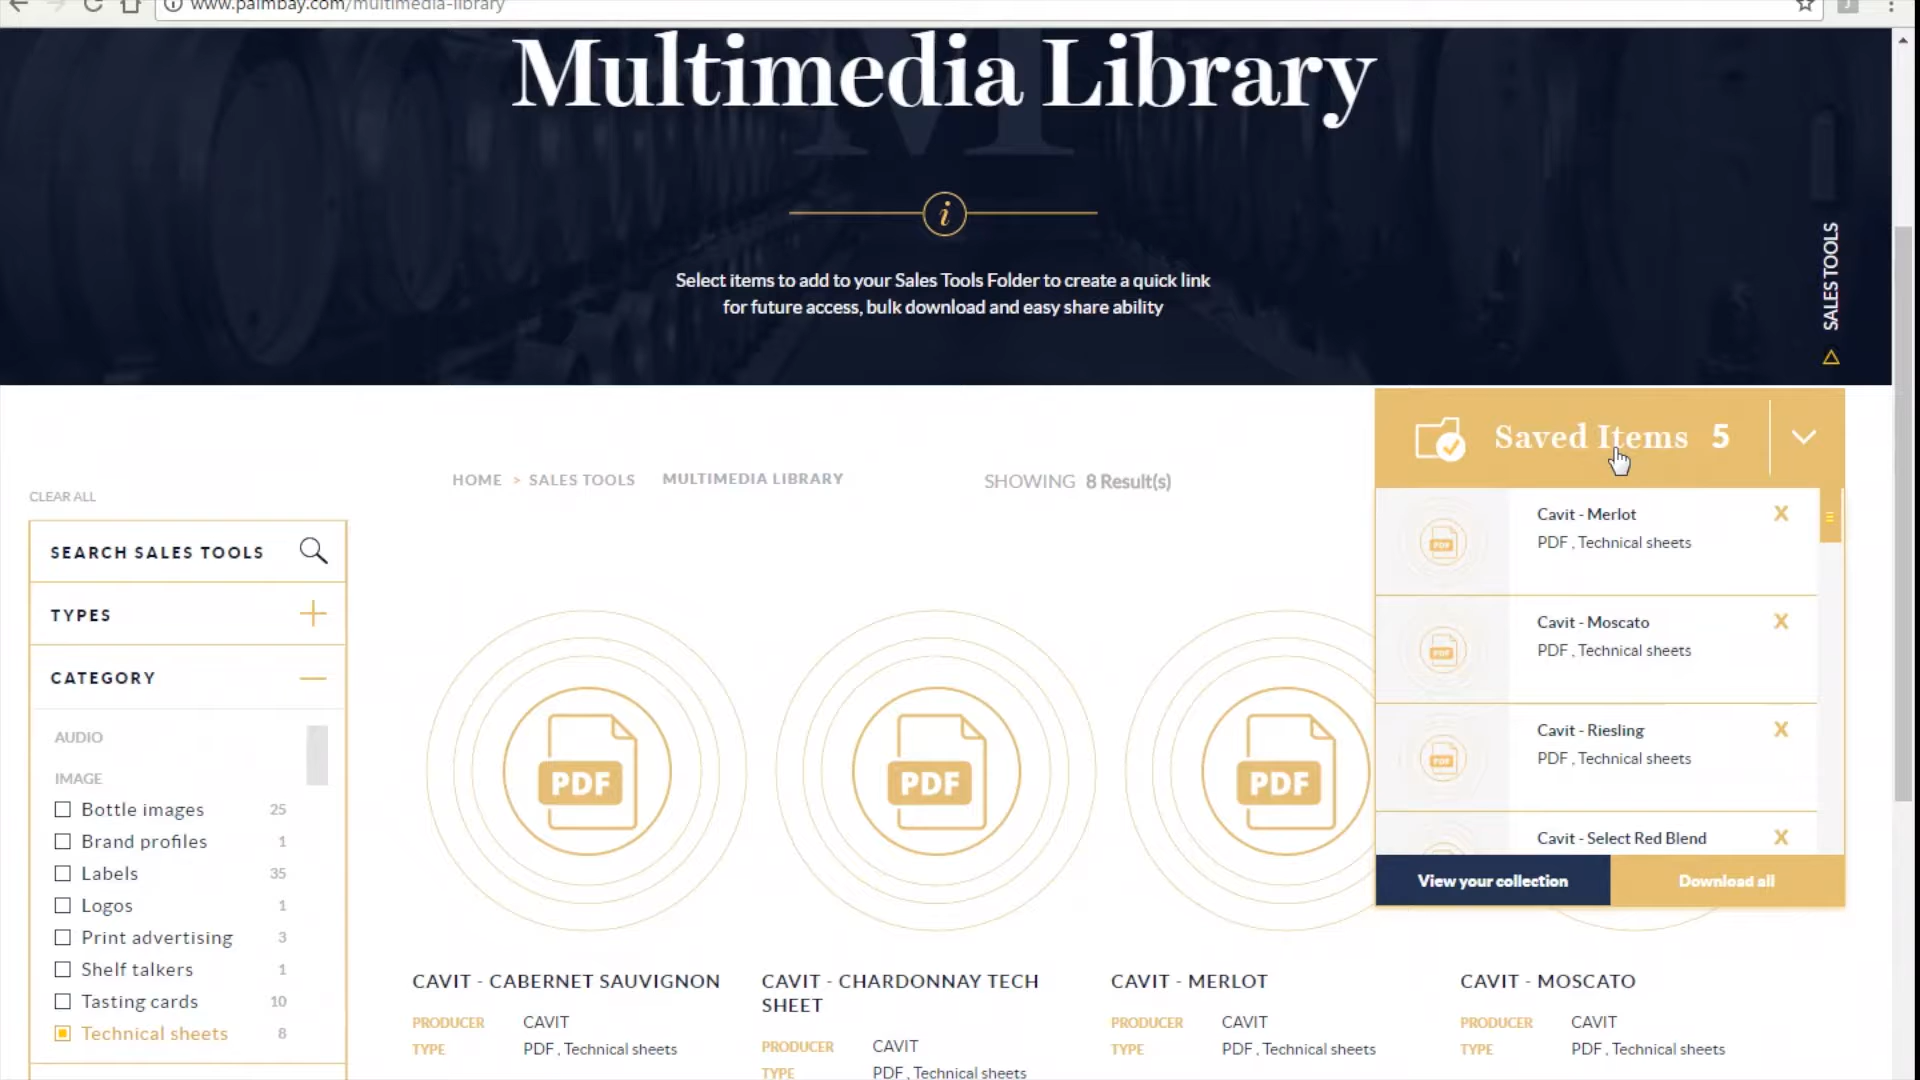 www.palmbay.com/multimedia-library
Multimedia Library
i
Select items to add to your Sales Tools Folder to create a quick link
for future access, bulk download and easy share ability
SALES TOOLS
Saved Items 5
HOME > SALES TOOLS MULTIMEDIA LIBRARY
SHOWING 8 Result(s)
CLEAR ALL
SEARCH SALES TOOLS
TYPES
CATEGORY
AUDIO
IMAGE
Bottle images 25
Brand profiles 1
Labels 35
Logos 1
Print advertising 3
Shelf talkers 1
Tasting cards 10
Technical sheets 8
Cavit - Merlot X
PDF , Technical sheets
PDF
Cavit - Moscato X
PDF , Technical sheets
PDF
Cavit - Riesling X
PDF , Technical sheets
PDF
Cavit - Select Red Blend X
View your collection
Download all
PDF
PDF
PDF
CAVIT - CABERNET SAUVIGNON
PRODUCER CAVIT
TYPE PDF , Technical sheets
CAVIT - CHARDONNAY TECH
SHEET
PRODUCER CAVIT
TYPE PDF , Technical sheets
CAVIT - MERLOT
PRODUCER CAVIT
TYPE PDF , Technical sheets
CAVIT - MOSCATO
PRODUCER CAVIT
TYPE PDF , Technical sheets